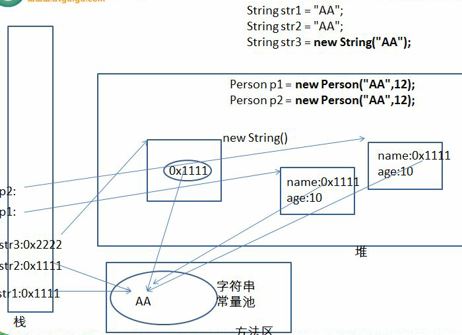 String str1 = "AA";
String str2 = "AA";
String str3 = new String("AA");
Person p1 = new Person("AA",12);
Person p2 = new Person("AA",12);
new String()
0x1111
name:0x1111
age:10
name:0x1111
age:10
p2:
p1:
str3:0x2222
str2:0x1111
str1:0x1111
堆
AA
字符串
常量池
栈
方法区